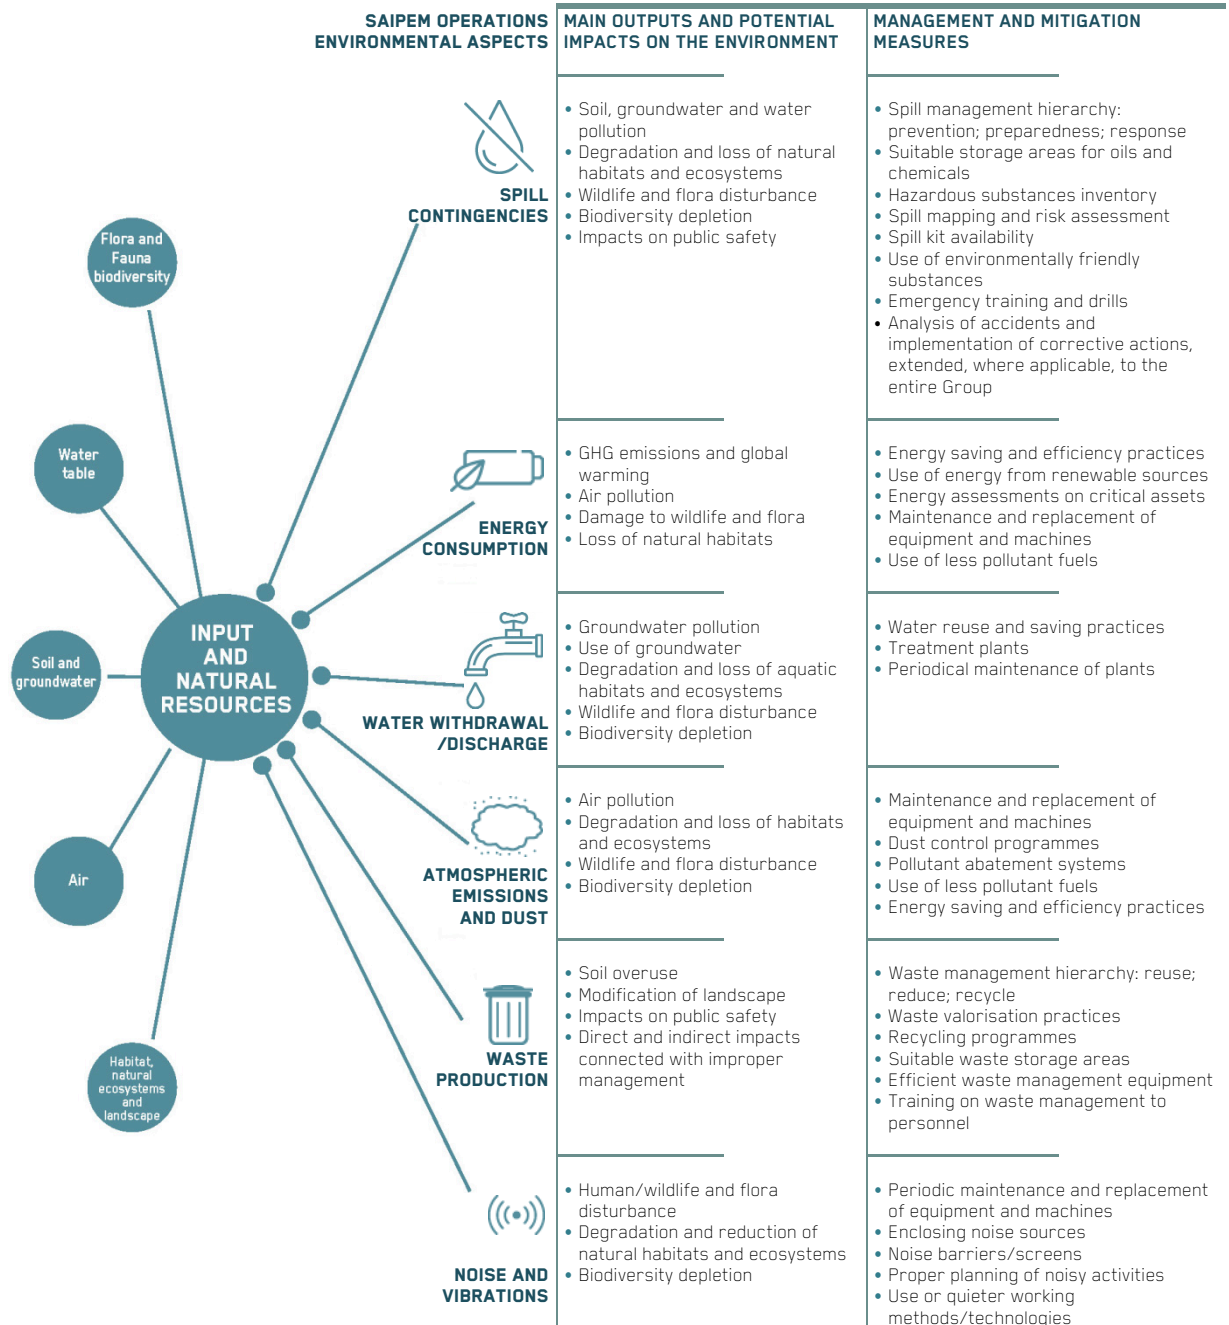 SAIPEM OPERATIONS
ENVIRONMENTAL ASPECTS
MAIN OUTPUTS AND POTENTIAL
IMPACTS ON THE ENVIRONMENT
MANAGEMENT AND MITIGATION
MEASURES
Flora and
Fauna
biodiversity
Water
table
Soil and
groundwater
Air
Habitat,
natural
ecosystems
and
landscape
INPUT
AND
NATURAL
RESOURCES
SPILL
CONTINGENCIES
• Soil, groundwater and water
pollution
• Degradation and loss of natural
habitats and ecosystems
• Wildlife and flora disturbance
• Biodiversity depletion
• Impacts on public safety
• Spill management hierarchy:
prevention; preparedness; response
• Suitable storage areas for oils and
chemicals
• Hazardous substances inventory
• Spill mapping and risk assessment
• Spill kit availability
• Use of environmentally friendly
substances
• Emergency training and drills
• Analysis of accidents and
implementation of corrective actions,
extended, where applicable, to the
entire Group
ENERGY
CONSUMPTION
• GHG emissions and global
warming
• Air pollution
• Damage to wildlife and flora
• Loss of natural habitats
• Energy saving and efficiency practices
• Use of energy from renewable sources
• Energy assessments on critical assets
• Maintenance and replacement of
equipment and machines
• Use of less pollutant fuels
WATER WITHDRAWAL
/DISCHARGE
• Groundwater pollution
• Use of groundwater
• Degradation and loss of aquatic
habitats and ecosystems
• Wildlife and flora disturbance
• Biodiversity depletion
• Water reuse and saving practices
• Treatment plants
• Periodical maintenance of plants
ATMOSPHERIC
EMISSIONS
AND DUST
• Air pollution
• Degradation and loss of habitats
and ecosystems
• Wildlife and flora disturbance
• Biodiversity depletion
• Maintenance and replacement of
equipment and machines
• Dust control programmes
• Pollutant abatement systems
• Use of less pollutant fuels
• Energy saving and efficiency practices
WASTE
PRODUCTION
• Soil overuse
• Modification of landscape
• Impacts on public safety
• Direct and indirect impacts
connected with improper
management
• Waste management hierarchy: reuse;
reduce; recycle
• Waste valorisation practices
• Recycling programmes
• Suitable waste storage areas
• Efficient waste management equipment
• Training on waste management to
personnel
NOISE AND
VIBRATIONS
• Human/wildlife and flora
disturbance
• Degradation and reduction of
natural habitats and ecosystems
• Biodiversity depletion
• Periodic maintenance and replacement
of equipment and machines
• Enclosing noise sources
• Noise barriers/screens
• Proper planning of noisy activities
• Use or quieter working
methods/technologies